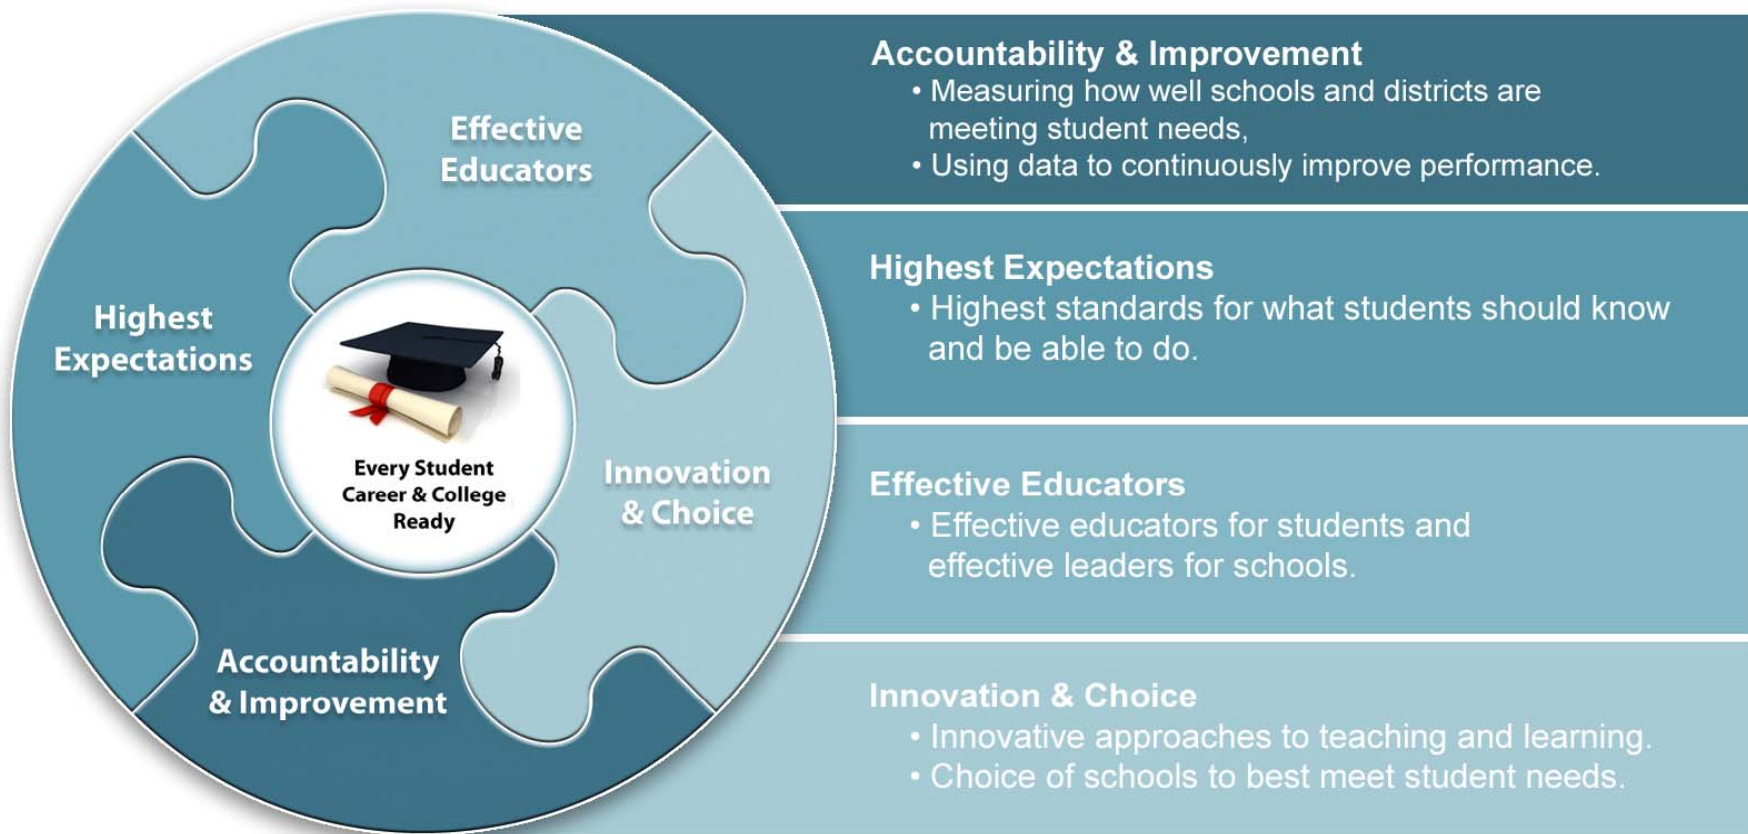 Effective
Educators
Highest
Expectations
Every Student
Career & College
Ready
Innovation
& Choice
Accountability
& Improvement
Accountability & Improvement
• Measuring how well schools and districts are
meeting student needs,
• Using data to continuously improve performance.
Highest Expectations
• Highest standards for what students should know
and be able to do.
Effective Educators
• Effective educators for students and
effective leaders for schools.
Innovation & Choice
• Innovative approaches to teaching and learning.
• Choice of schools to best meet student needs.